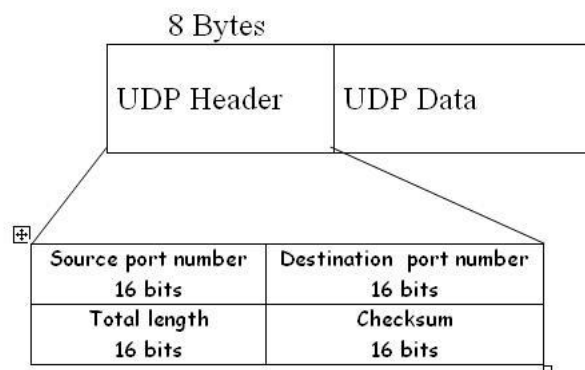 8 Bytes
UDP Header
UDP Data
Source port number
16 bits
Destination port number
16 bits
Total length
16 bits
Checksum
16 bits